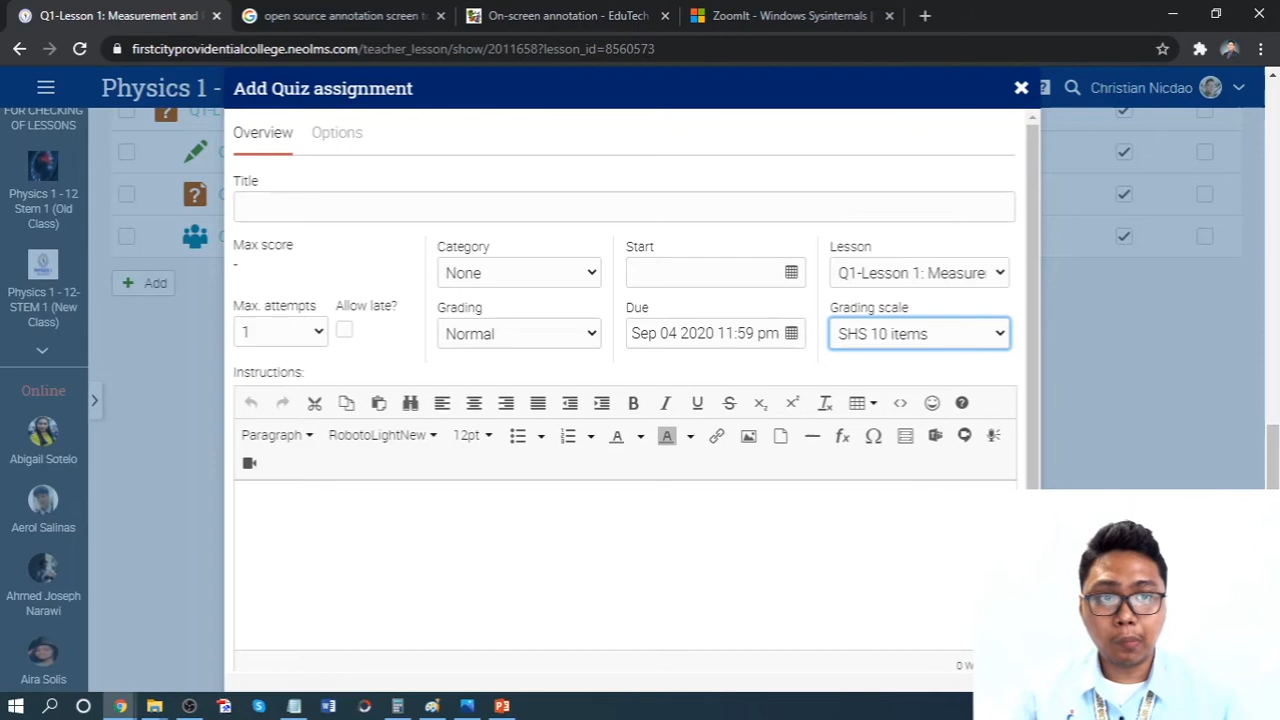 Q1-Lesson 1: Measurement and
open source annotation screen to
On-screen annotation - EduTech
ZoomIt - Windows Sysinternals |
firstcityprovidentialcollege.neolms.com/teacher_lesson/show/2011658?lesson_id=8560573
Physics 1 -
Add Quiz assignment
Christian Nicdao
FOR CHECKING
OF LESSONS
Physics 1 - 12
Stem 1 (Old
Class)
Physics 1 - 12-
STEM 1 (New
Class)
Online
Abigail Sotelo
Aerol Salinas
Ahmed Joseph
Narawi
Aira Solis
Q1-L
Add
Overview
Options
Title
Max score
-
Category
None
Start
Lesson
Q1-Lesson 1: Measure
Max. attempts
1
Allow late?
Grading
Normal
Due
Sep 04 2020 11:59 pm
Grading scale
SHS 10 items
Instructions:
Paragraph
RobotoLightNew
12pt
0 W